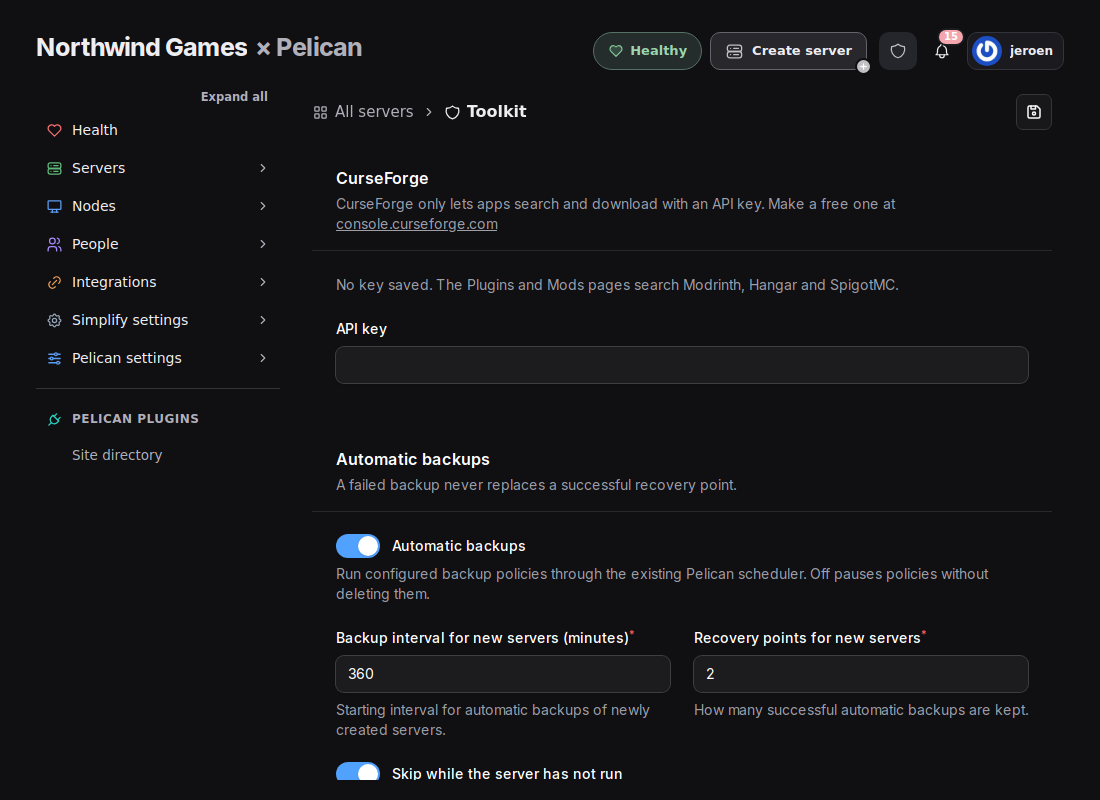 Northwind Games × Pelican
Healthy
Create server
15
jeroen
Expand all
Health
Servers
Nodes
People
Integrations
Simplify settings
Pelican settings
PELICAN PLUGINS
Site directory
All servers
Toolkit
CurseForge
CurseForge only lets apps search and download with an API key. Make a free one at
console.curseforge.com
No key saved. The Plugins and Mods pages search Modrinth, Hangar and SpigotMC.
API key
Automatic backups
A failed backup never replaces a successful recovery point.
Automatic backups
Run configured backup policies through the existing Pelican scheduler. Off pauses policies without
deleting them.
Backup interval for new servers (minutes)*
360
Starting interval for automatic backups of newly
created servers.
Recovery points for new servers*
2
How many successful automatic backups are kept.
Skip while the server has not run